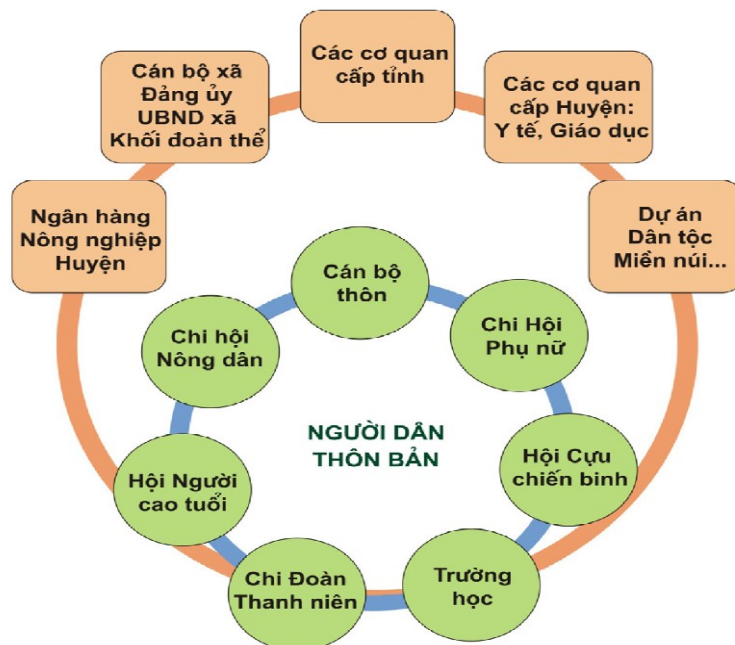 Các cơ quan
cấp tỉnh
Cán bộ xã
Đảng ủy
UBND xã
Khối đoàn thể
Các cơ quan
cấp Huyện:
Y tế, Giáo dục
Ngân hàng
Nông nghiệp
Huyện
Dự án
Dân tộc
Miền núi...
Cán bộ
thôn
Chi hội
Nông dân
Chi Hội
Phụ nữ
NGƯỜI DÂN
THÔN BẢN
Hội Người
cao tuổi
Hội Cựu
chiến binh
Chi Đoàn
Thanh niên
Trường
học